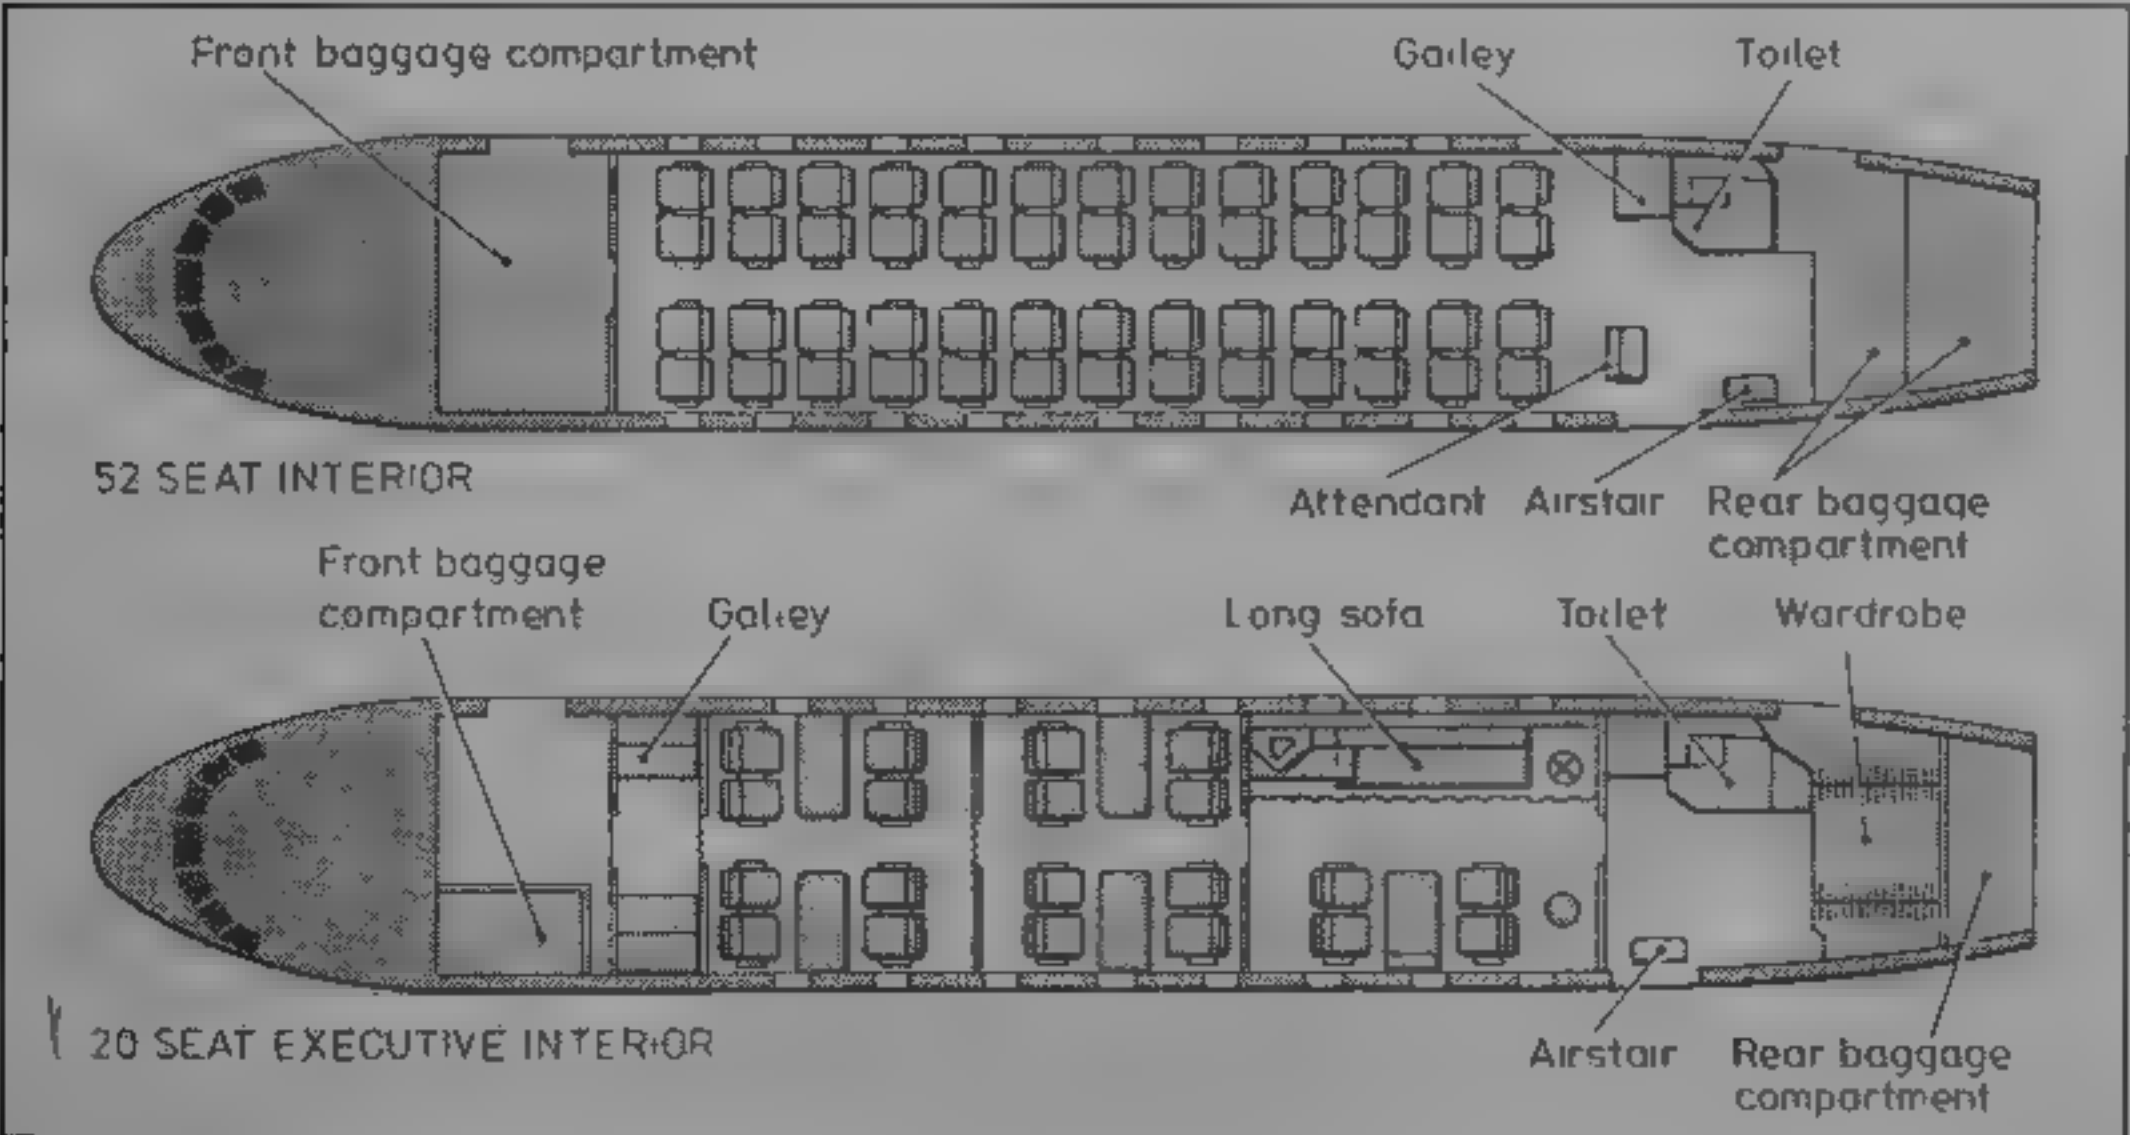 Front baggage compartment
Galley
Toilet
52 SEAT INTERIOR
Attendant
Airstair
Rear baggage
compartment
Front baggage
compartment
Galley
Long sofa
Toilet
Wardrobe
20 SEAT EXECUTIVE INTERIOR
Airstair
Rear baggage
compartment